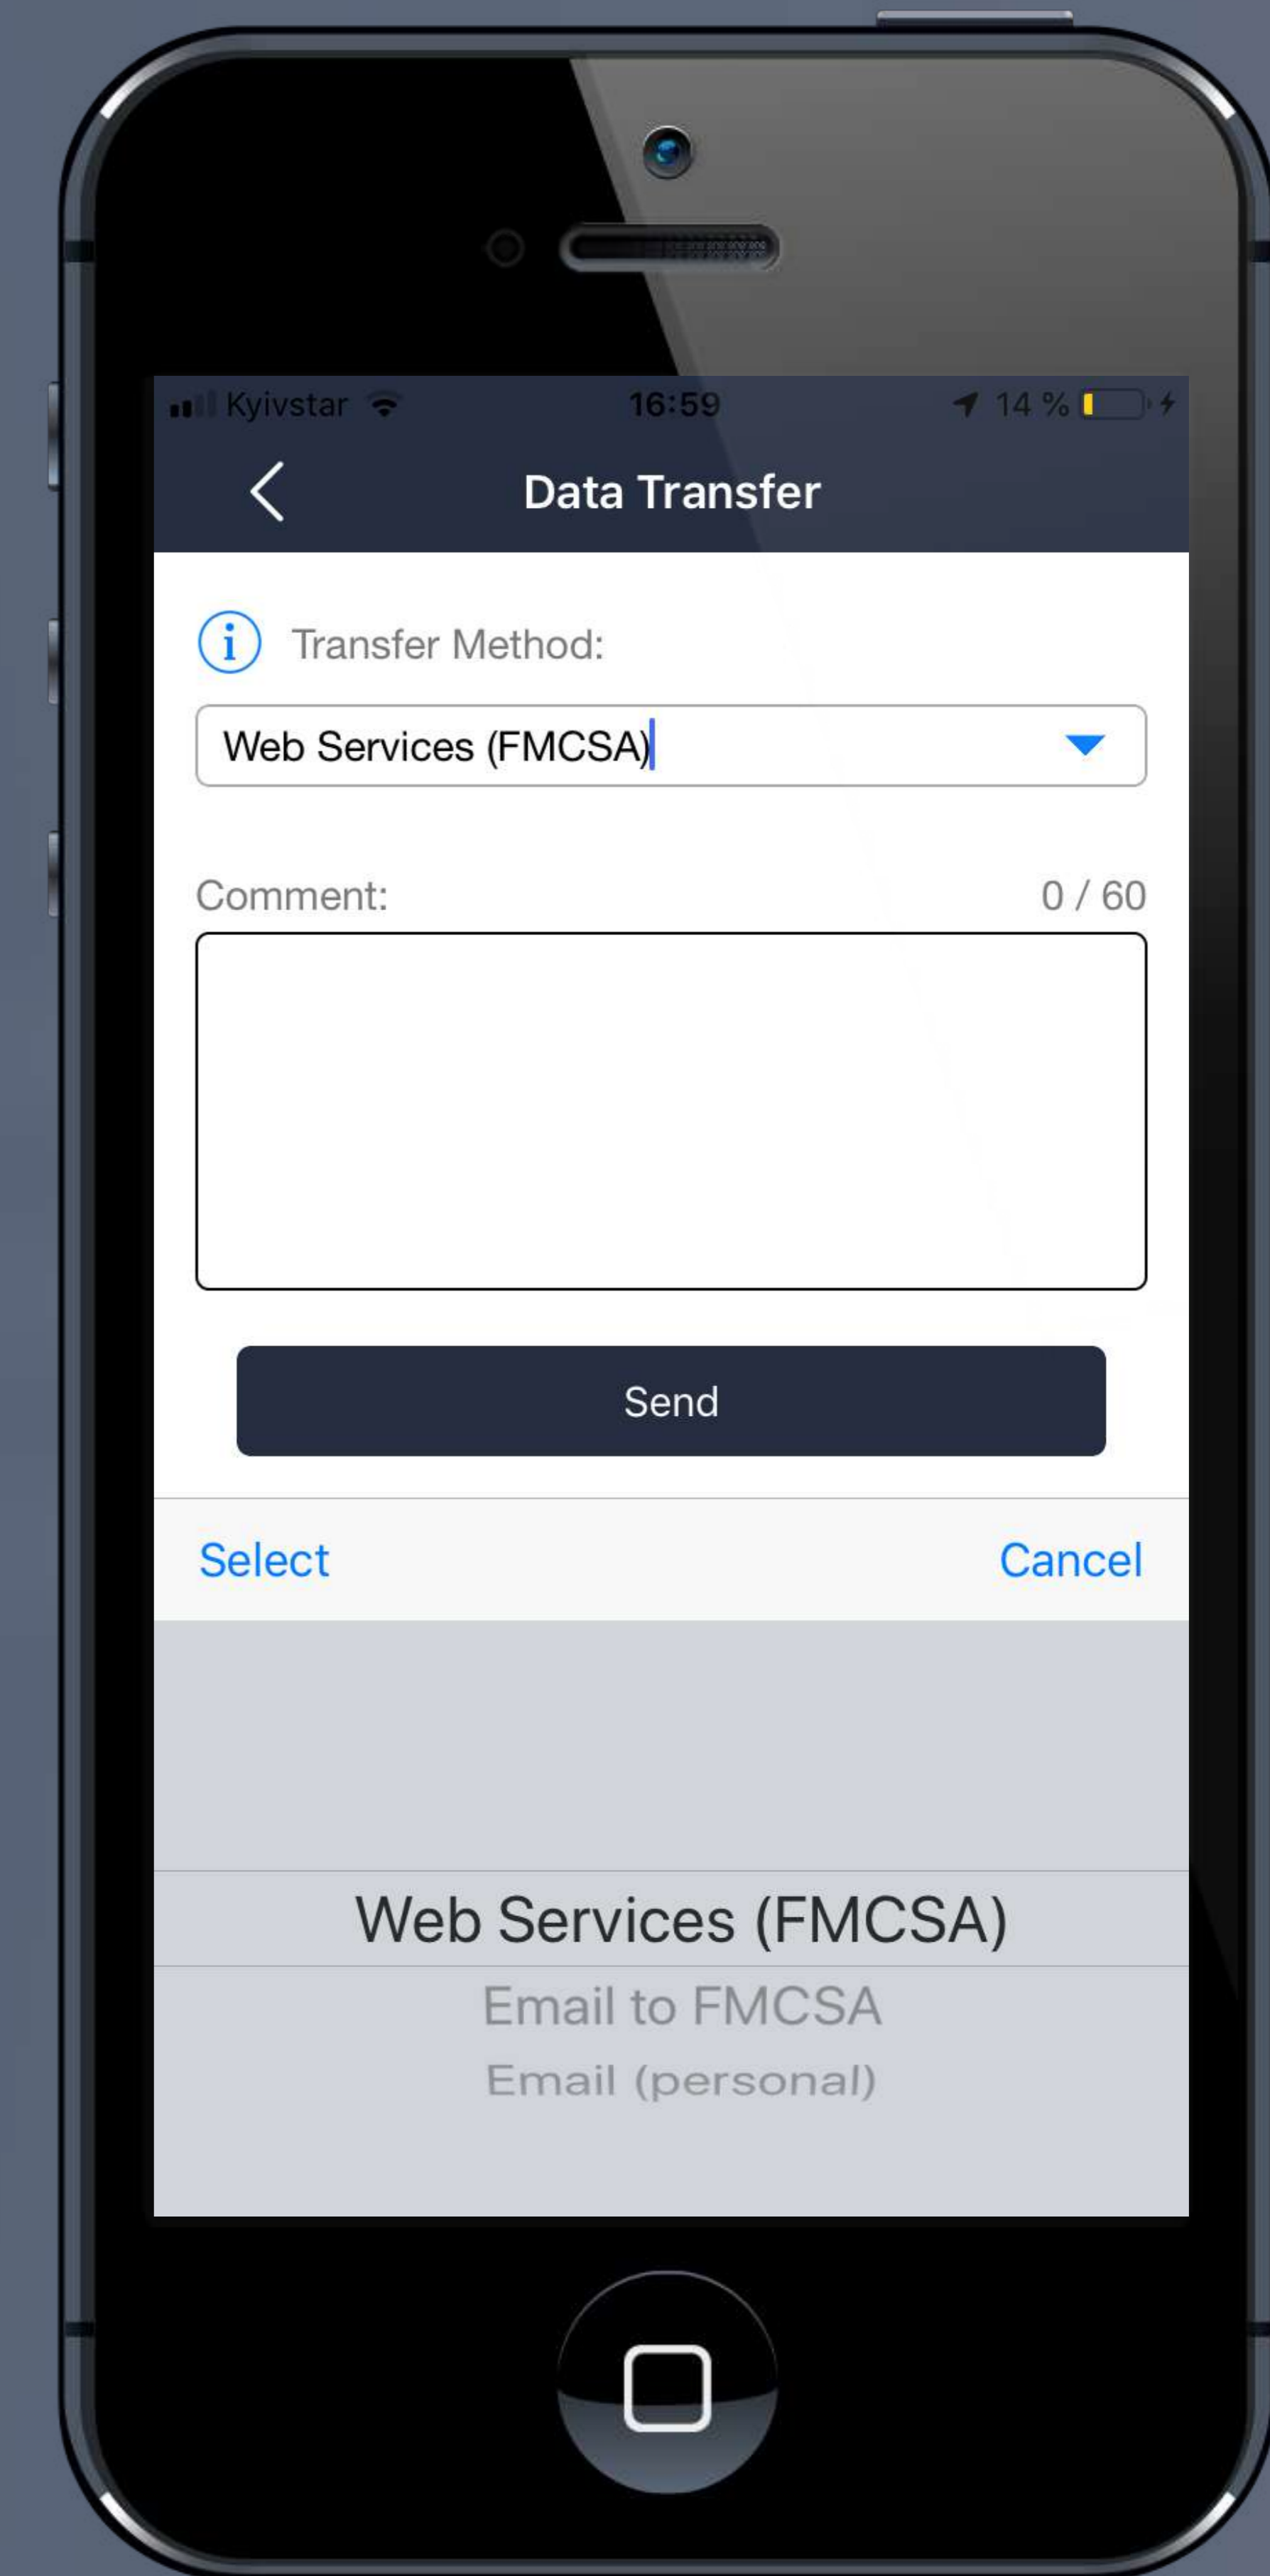 Kyivstar 16:59 14 %
Data Transfer
i Transfer Method:
Web Services (FMCSA)
Comment: 0 / 60
Send
Select Cancel
Web Services (FMCSA)
Email to FMCSA
Email (personal)